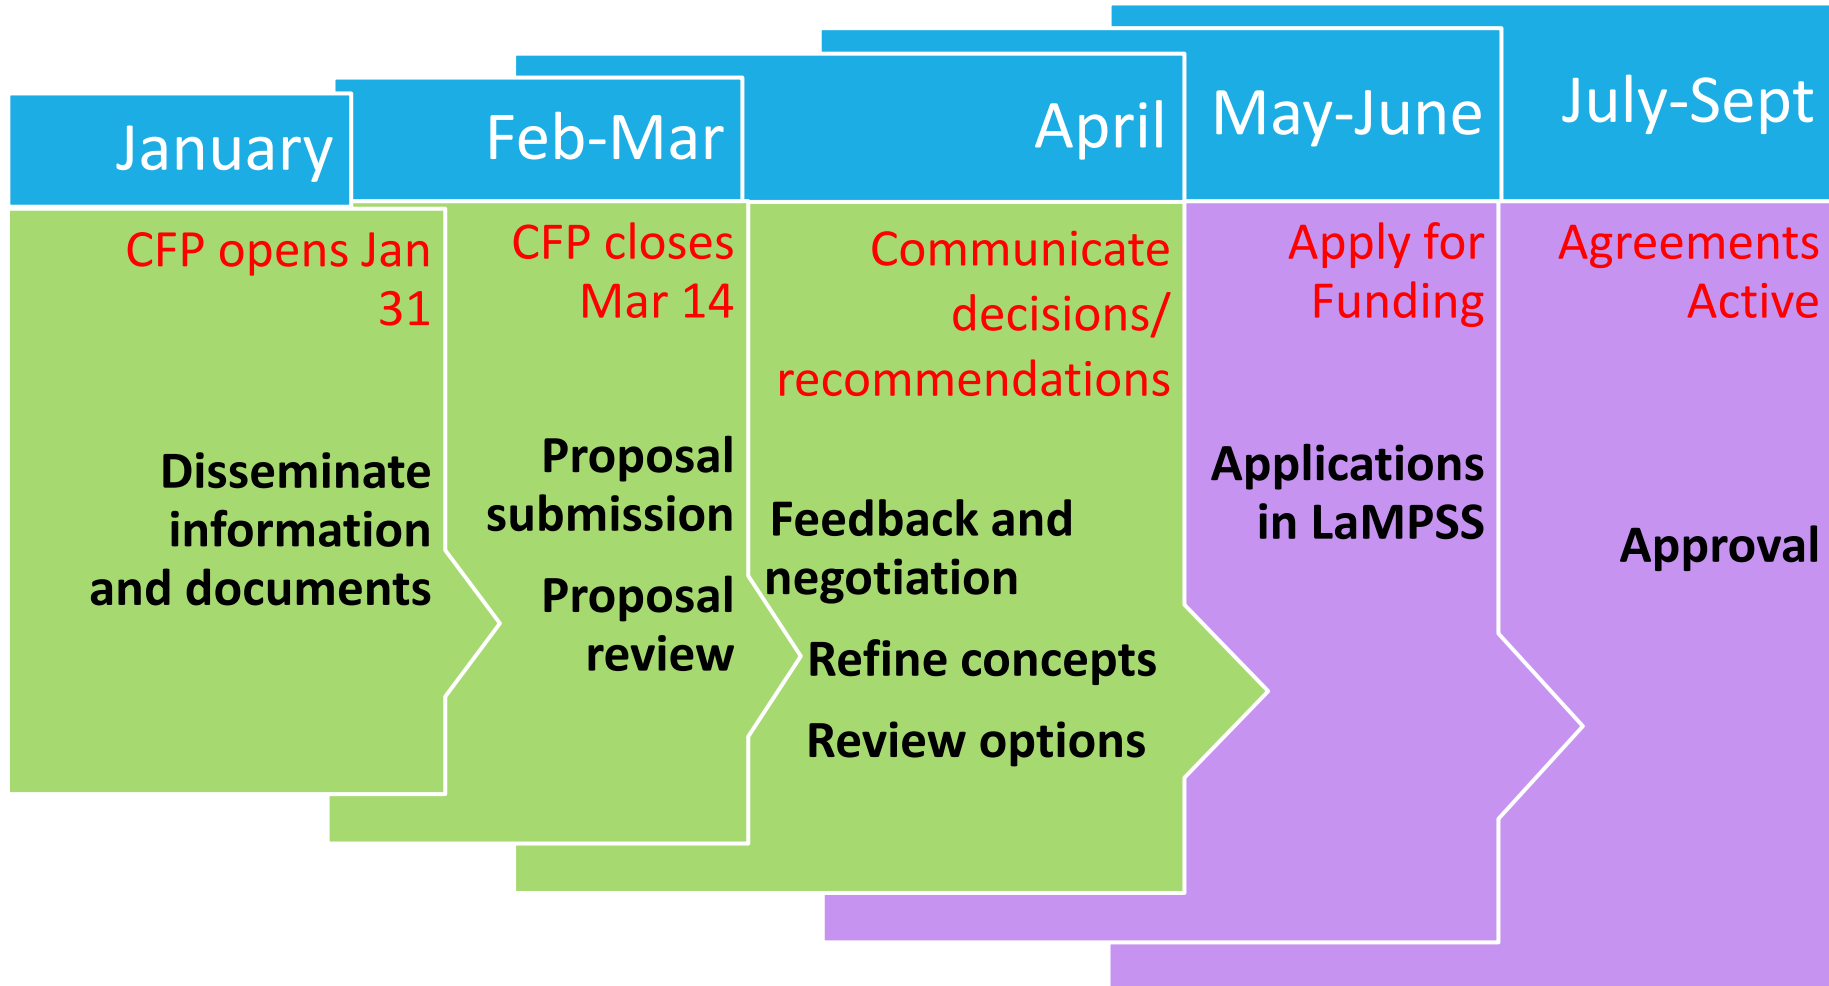 January
CFP opens Jan
31
Disseminate
information
and documents
Feb-Mar
CFP closes
Mar 14
Proposal
submission
Proposal
review
April
Communicate
decisions/
recommendations
Feedback and
negotiation
Refine concepts
Review options
May-June
Apply for
Funding
Applications
in LaMPSS
July-Sept
Agreements
Active
Approval